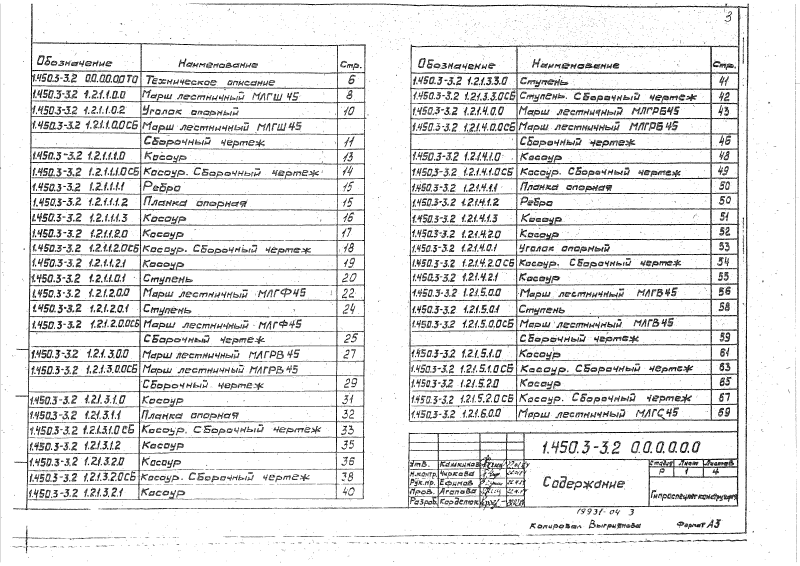 3
Обозначение Наименование Стр.
1.450.3-3.2 0.0.0.0.0 ТО Техническое описание 6
1.450.3-3.2 1.2.1.1.0.0 Марш лестничный МЛГШ 45 8
1.450.3-3.2 1.2.1.1.0.2 Уголок опорный 10
1.450.3-3.2 1.2.1.1.0.0СБ Марш лестничный МЛГШ 45
Сборочный чертеж 11
1.450.3-3.2 1.2.1.1.1.0 Косоур 13
1.450.3-3.2 1.2.1.1.1.0СБ Косоур. Сборочный чертеж 14
1.450.3-3.2 1.2.1.1.1.1 Ребро 15
1.450.3-3.2 1.2.1.1.1.2 Планка опорная 15
1.450.3-3.2 1.2.1.1.1.3 Косоур 16
1.450.3-3.2 1.2.1.1.2.0 Косоур 17
1.450.3-3.2 1.2.1.1.2.0СБ Косоур. Сборочный чертеж 18
1.450.3-3.2 1.2.1.1.2.1 Косоур 19
1.450.3-3.2 1.2.1.1.0.1 Ступень 20
1.450.3-3.2 1.2.1.2.0.0 Марш лестничный МЛГФ45 22
1.450.3-3.2 1.2.1.2.0.1 Ступень 24
1.450.3-3.2 1.2.1.2.0.0СБ Марш лестничный МЛГФ45
Сборочный чертеж 25
1.450.3-3.2 1.2.1.3.0.0 Марш лестничный МЛГРВ 45 27
1.450.3-3.2 1.2.1.3.0.0СБ Марш лестничный МЛГРВ 45
Сборочный чертеж 29
1.450.3-3.2 1.2.1.3.1.0 Косоур 31
1.450.3-3.2 1.2.1.3.1.1 Планка опорная 32
1.450.3-3.2 1.2.1.3.1.0 СБ Косоур. Сборочный чертеж 33
1.450.3-3.2 1.2.1.3.1.2 Косоур 35
1.450.3-3.2 1.2.1.3.2.0 Косоур 36
1.450.3-3.2 1.2.1.3.2.0СБ Косоур. Сборочный чертеж 38
1.450.3-3.2 1.2.1.3.2.1 Косоур 40
Обозначение Наименование Стр.
1.450.3-3.2 1.2.1.3.3.0 Ступень 41
1.450.3-3.2 1.2.1.3.3.0СБ Ступень. Сборочный чертеж 42
1.450.3-3.2 1.2.1.4.0.0 Марш лестничный МЛГРБ45 43
1.450.3-3.2 1.2.1.4.0.0СБ Марш лестничный МЛГРБ 45
Сборочный чертеж 46
1.450.3-3.2 1.2.1.4.1.0 Косоур 48
1.450.3-3.2 1.2.1.4.1.0СБ Косоур. Сборочный чертеж 49
1.450.3-3.2 1.2.1.4.1.1 Планка опорная 50
1.450.3-3.2 1.2.1.4.1.2 Ребро 50
1.450.3-3.2 1.2.1.4.1.3 Косоур 51
1.450.3-3.2 1.2.1.4.2.0 Косоур 52
1.450.3-3.2 1.2.1.4.0.1 Уголок опорный 53
1.450.3-3.2 1.2.1.4.2.0 СБ Косоур. Сборочный чертеж 54
1.450.3-3.2 1.2.1.4.2.1 Косоур 55
1.450.3-3.2 1.2.1.5.0.0 Марш лестничный МЛГВ45 56
1.450.3-3.2 1.2.1.5.0.1 Ступень 58
1.450.3-3.2 1.2.1.5.0.0СБ Марш лестничный МЛГВ 45
Сборочный чертеж 59
1.450.3-3.2 1.2.1.5.1.0 Косоур 61
1.450.3-3.2 1.2.1.5.1.0 СБ Косоур. Сборочный чертеж 63
1.450.3-3.2 1.2.1.5.2.0 Косоур 65
1.450.3-3.2 1.2.1.5.2.0 СБ Косоур. Сборочный чертеж 67
1.450.3-3.2 1.2.1.6.0.0 Марш лестничный МЛГС 45 69
1.450.3-3.2 0.0.0.0.0.0
Утв. Камкинов
Н.контр. Чиркова
Рук.пр. Ефимов
Пров. Агапова
Разраб. Корделюк
Содержание
Стадия Лист Листов
Р 1 4
Гипроспецлегконструкция
19931-04 3
Копировал Выгриянова Формат А3